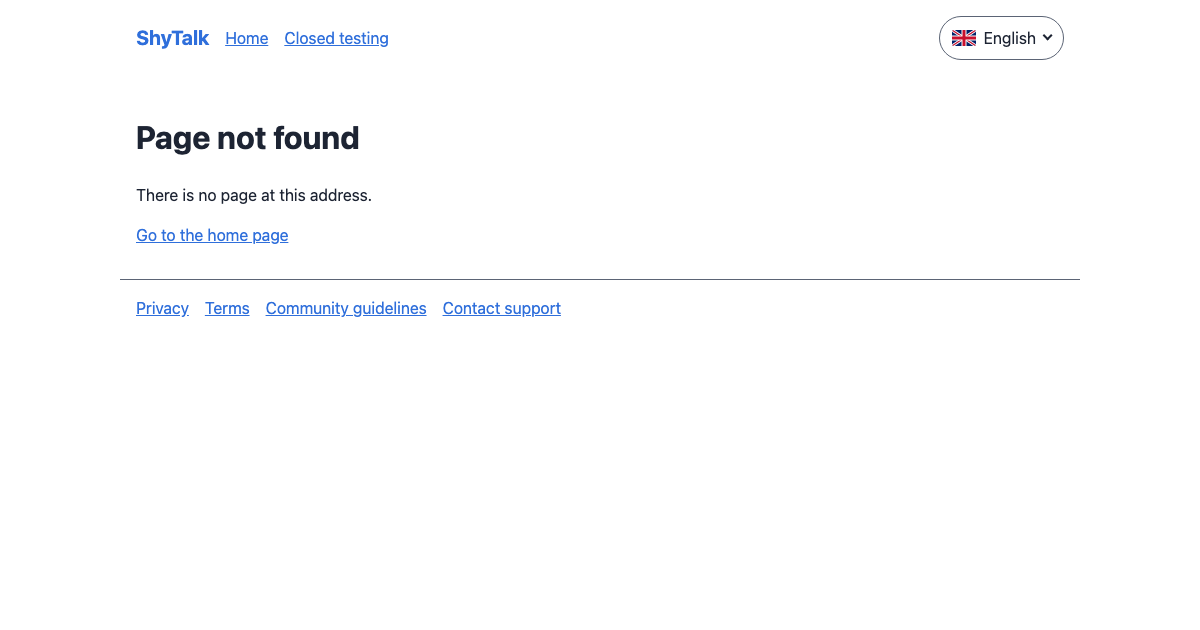 ShyTalk Home Closed testing English
Page not found
There is no page at this address.
Go to the home page
Privacy Terms Community guidelines Contact support